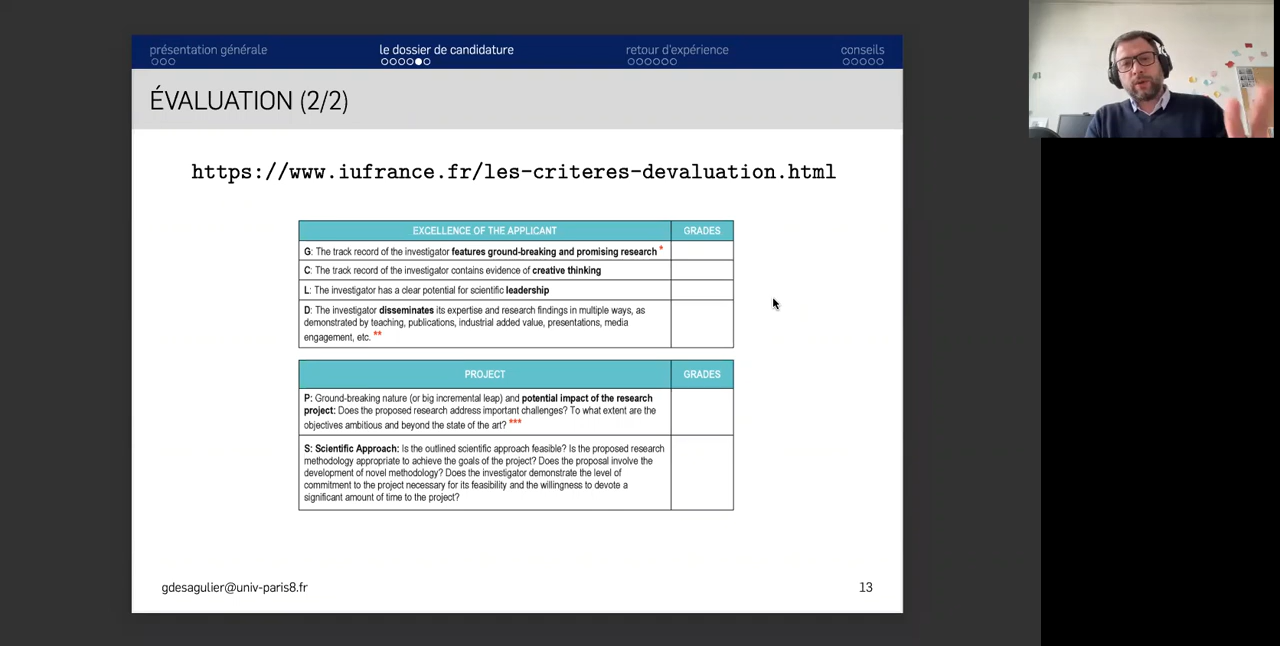 présentation générale
le dossier de candidature
retour d'expérience
conseils
ÉVALUATION (2/2)
https://www.iufrance.fr/les-criteres-devaluation.html
EXCELLENCE OF THE APPLICANT GRADES
G: The track record of the investigator features ground-breaking and promising research *
C: The track record of the investigator contains evidence of creative thinking
L: The investigator has a clear potential for scientific leadership
D: The investigator disseminates its expertise and research findings in multiple ways, as
demonstrated by teaching, publications, industrial added value, presentations, media
engagement, etc. **
PROJECT GRADES
P: Ground-breaking nature (or big incremental leap) and potential impact of the research
project: Does the proposed research address important challenges? To what extent are the
objectives ambitious and beyond the state of the art? ***
S: Scientific Approach: Is the outlined scientific approach feasible? Is the proposed research
methodology appropriate to achieve the goals of the project? Does the proposal involve the
development of novel methodology? Does the investigator demonstrate the level of
commitment to the project necessary for its feasibility and the willingness to devote a
significant amount of time to the project?
gdesagulier@univ-paris8.fr
13